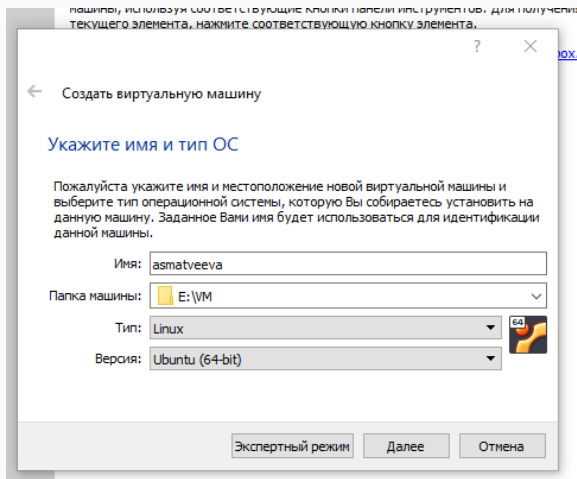 машины, используя соответствующие кнопки панели инструментов. Для получения
текущего элемента, нажмите соответствующую кнопку элемента.
?
box.
Создать виртуальную машину
Укажите имя и тип ОС
Пожалуйста укажите имя и местоположение новой виртуальной машины и
выберите тип операционной системы, которую Вы собираетесь установить на
данную машину. Заданное Вами имя будет использоваться для идентификации
данной машины.
Имя: asmatveeva
Папка машины: E:\VM
Тип: Linux
64
Версия: Ubuntu (64-bit)
Экспертный режим Далее Отмена